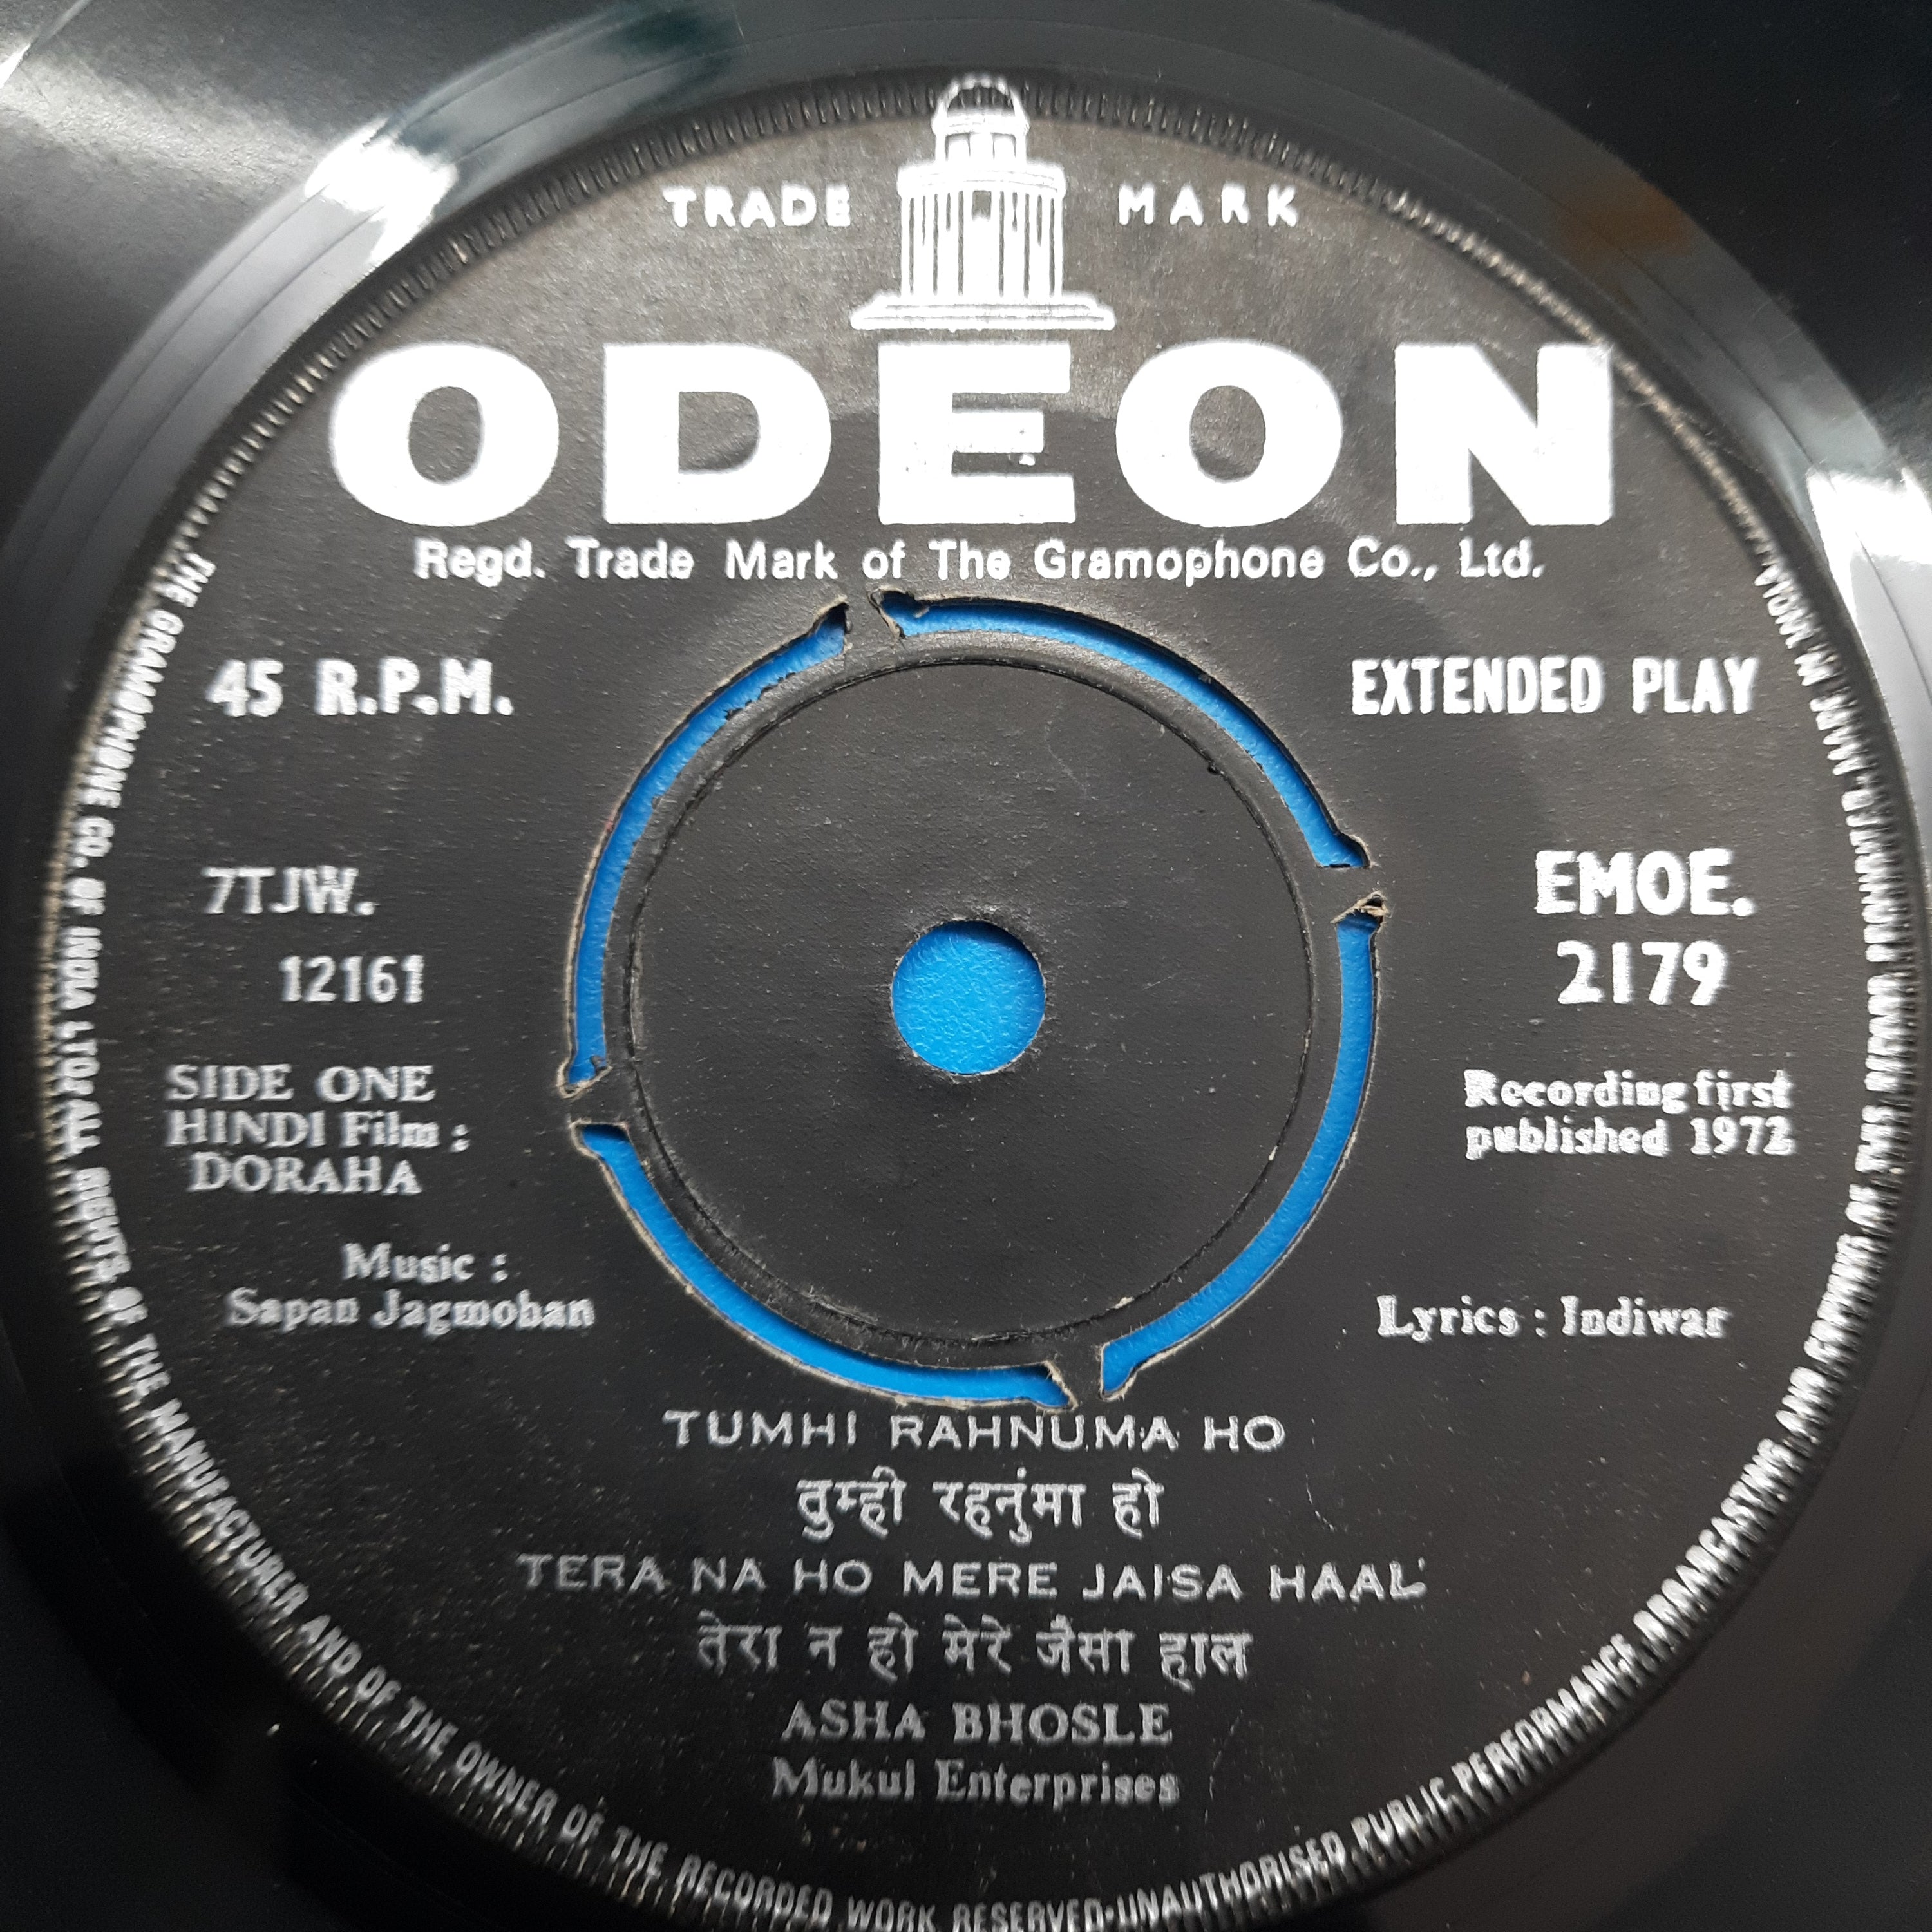 TRADE MARK
ODEON
Regd. Trade Mark of The Gramophone Co., Ltd.
45 R.P.M.
EXTENDED PLAY
7TJW.
12161
EMOE.
2179
SIDE ONE
HINDI Film :
DORAHA
Recording first
published 1972
Music :
Sapan Jagmohan
Lyrics : Indiwar
TUMHI RAHNUMA HO
तुम्ही रहनुंमा हो
TERA NA HO MERE JAISA HAAL
तेरा न हो मेरे जैसा हाल
ASHA BHOSLE
Mukul Enterprises
THE GRAMOPHONE CO. OF INDIA LTD. ALL RIGHTS OF THE MANUFACTURER AND OF THE OWNER OF THE RECORDED WORK RESERVED·UNAUTHORISED PUBLIC PERFORMANCE, BROADCASTING AND COPYING OF THIS RECORD PROHIBITED MADE IN INDIA